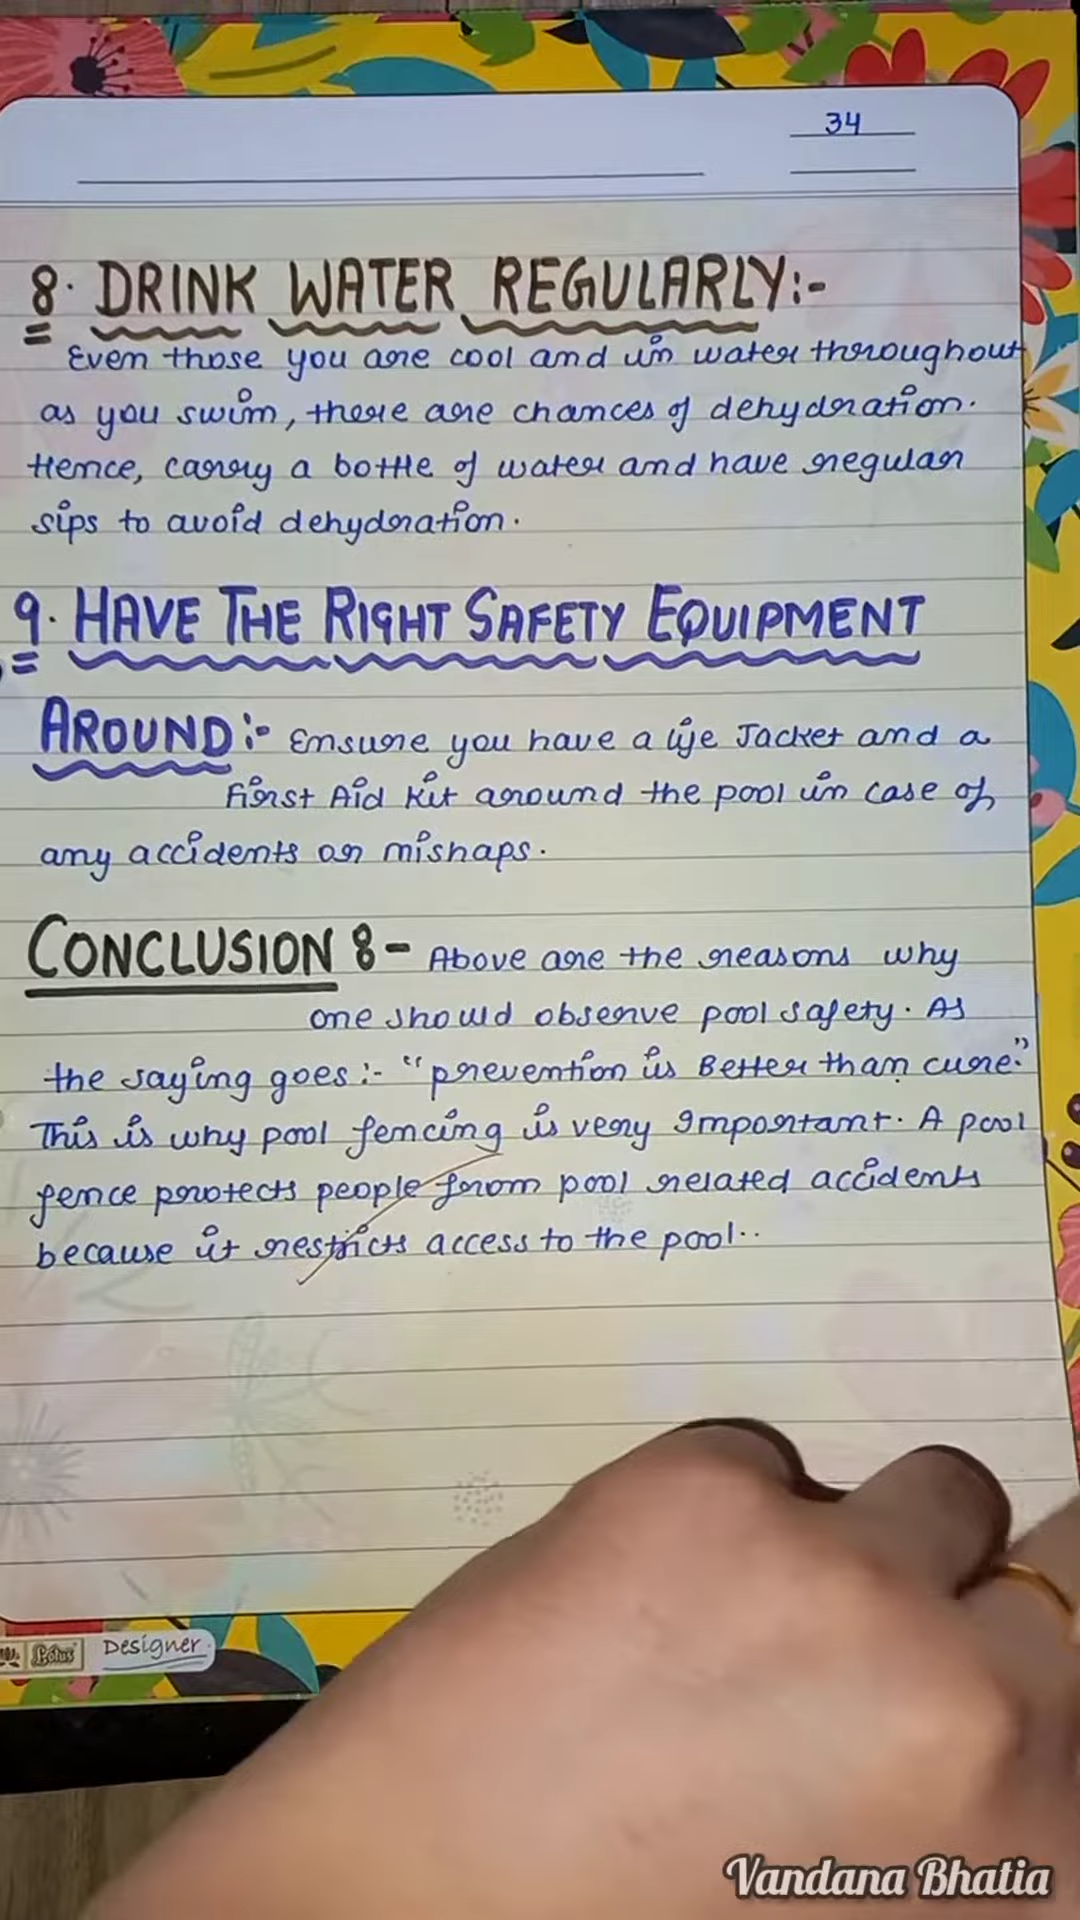 34
8. DRINK WATER REGULARLY:-
Even those you are cool and in water throughout
as you swim, there are chances of dehydration.
Hence, carry a bottle of water and have regular
sips to avoid dehydration.
9. HAVE THE RIGHT SAFETY EQUIPMENT
AROUND:- Ensure you have a life Jacket and a
First Aid Kit around the pool in case of
any accidents or mishaps.
CONCLUSION 8- Above are the reasons why
one should observe pool safety. As
the saying goes:- "prevention is Better than cure."
This is why pool fencing is very Important. A pool
fence protects people from pool related accidents
because it restricts access to the pool..
Lotus Designer
Vandana Bhatia